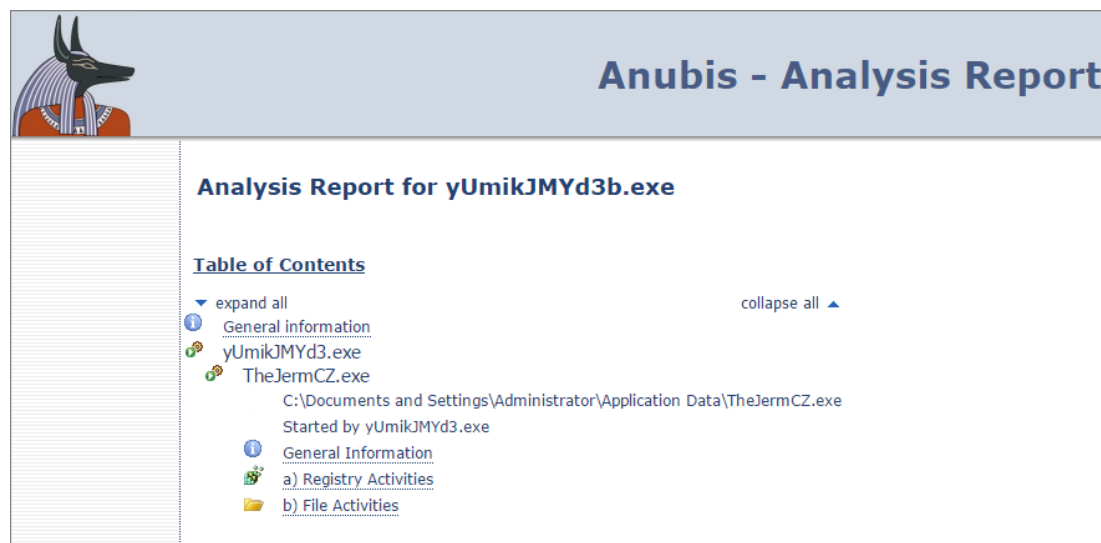 Anubis - Analysis Report
Analysis Report for yUmikJMYd3b.exe
Table of Contents
expand all
collapse all
General information
yUmikJMYd3.exe
TheJermCZ.exe
C:\Documents and Settings\Administrator\Application Data\TheJermCZ.exe
Started by yUmikJMYd3.exe
General Information
a) Registry Activities
b) File Activities